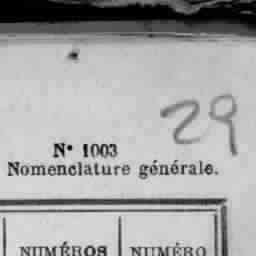 29
N° 1003
Nomenclature générale.
NUMÉROS NUMÉRO